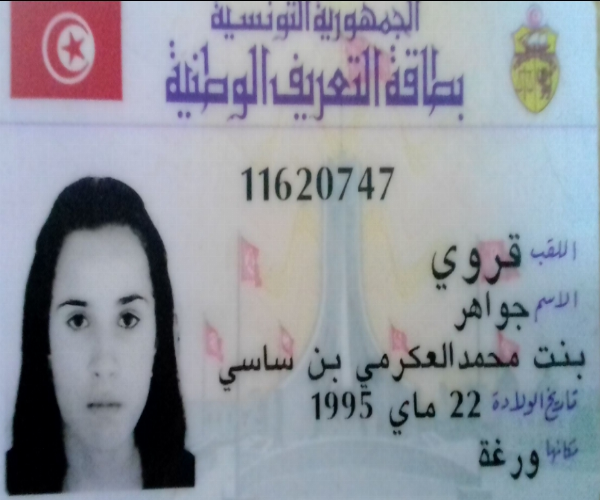 الجمهورية التونسية
بطاقة التعريف الوطنية
11620747
اللقب قروي
الاسم جواهر
بنت محمدالعكرمي بن ساسي
تاريخ الولادة 22 ماي 1995
مكانها ورغة